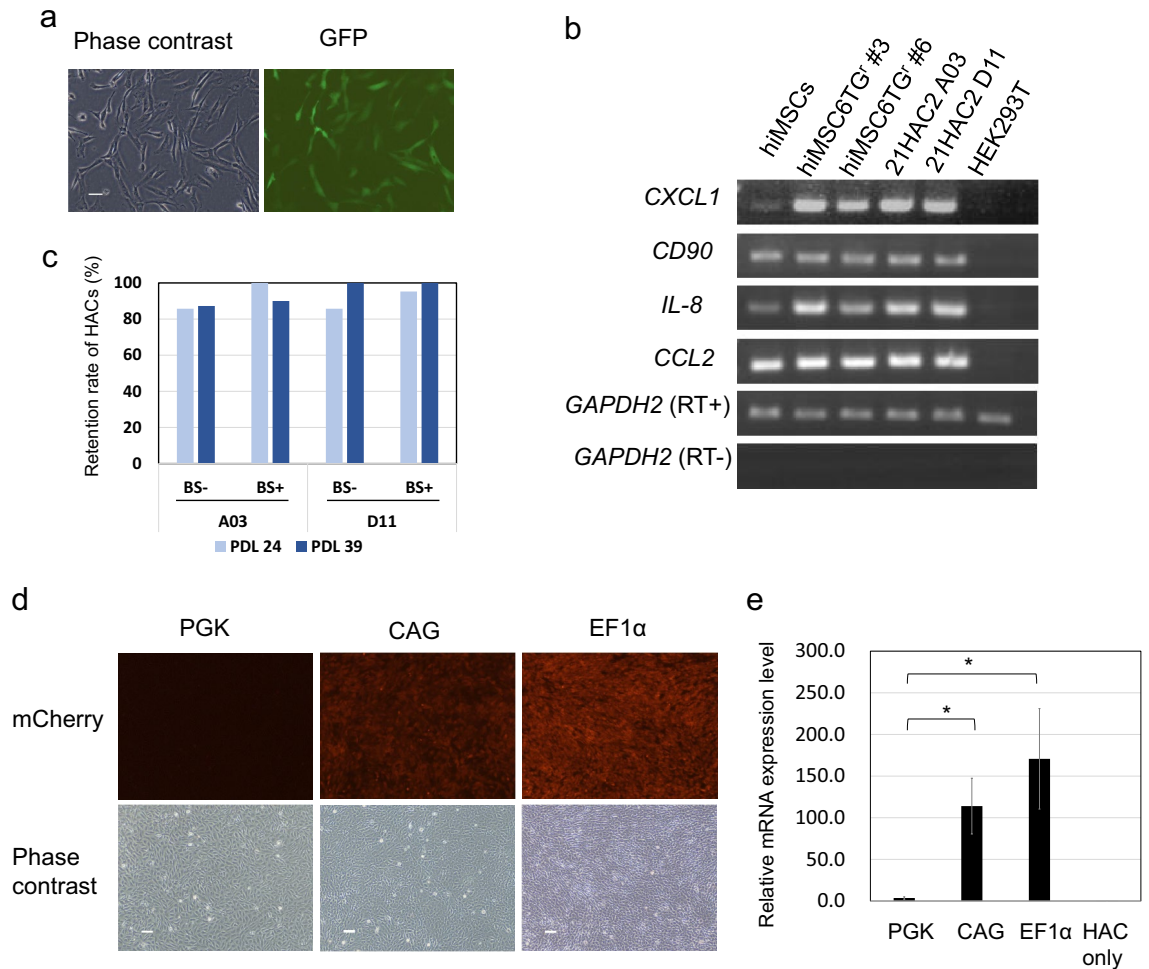 a
Phase contrast
GFP
b
hiMSCs
hiMSC6TGʳ #3
hiMSC6TGʳ #6
21HAC2 A03
21HAC2 D11
HEK293T
CXCL1
CD90
IL-8
CCL2
GAPDH2 (RT+)
GAPDH2 (RT-)
c
Retention rate of HACs (%)
100
80
60
40
20
0
BS-
BS+
BS-
BS+
A03
D11
PDL 24
PDL 39
d
PGK
CAG
EF1α
mCherry
Phase
contrast
e
Relative mRNA expression level
300.0
250.0
200.0
150.0
100.0
50.0
0.0
*
*
PGK
CAG
EF1α
HAC
only